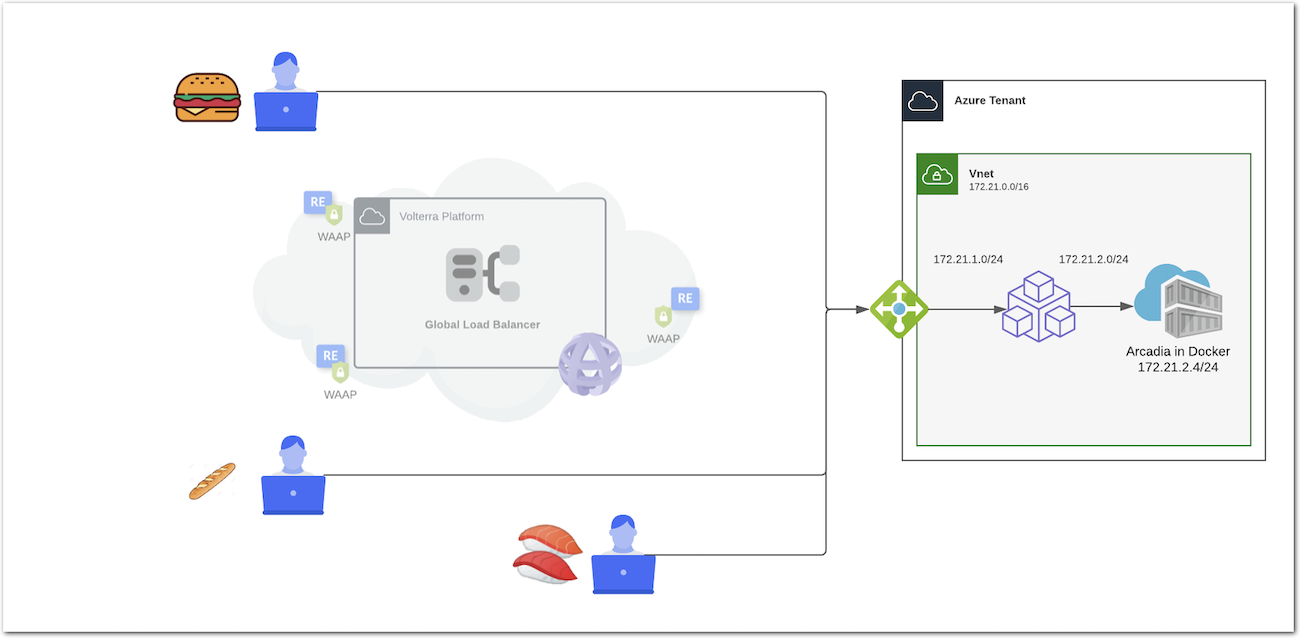 Azure Tenant
Vnet
172.21.0.0/16
RE
WAAP
Volterra Platform
Global Load Balancer
RE
WAAP
RE
WAAP
172.21.1.0/24
172.21.2.0/24
Arcadia in Docker
172.21.2.4/24